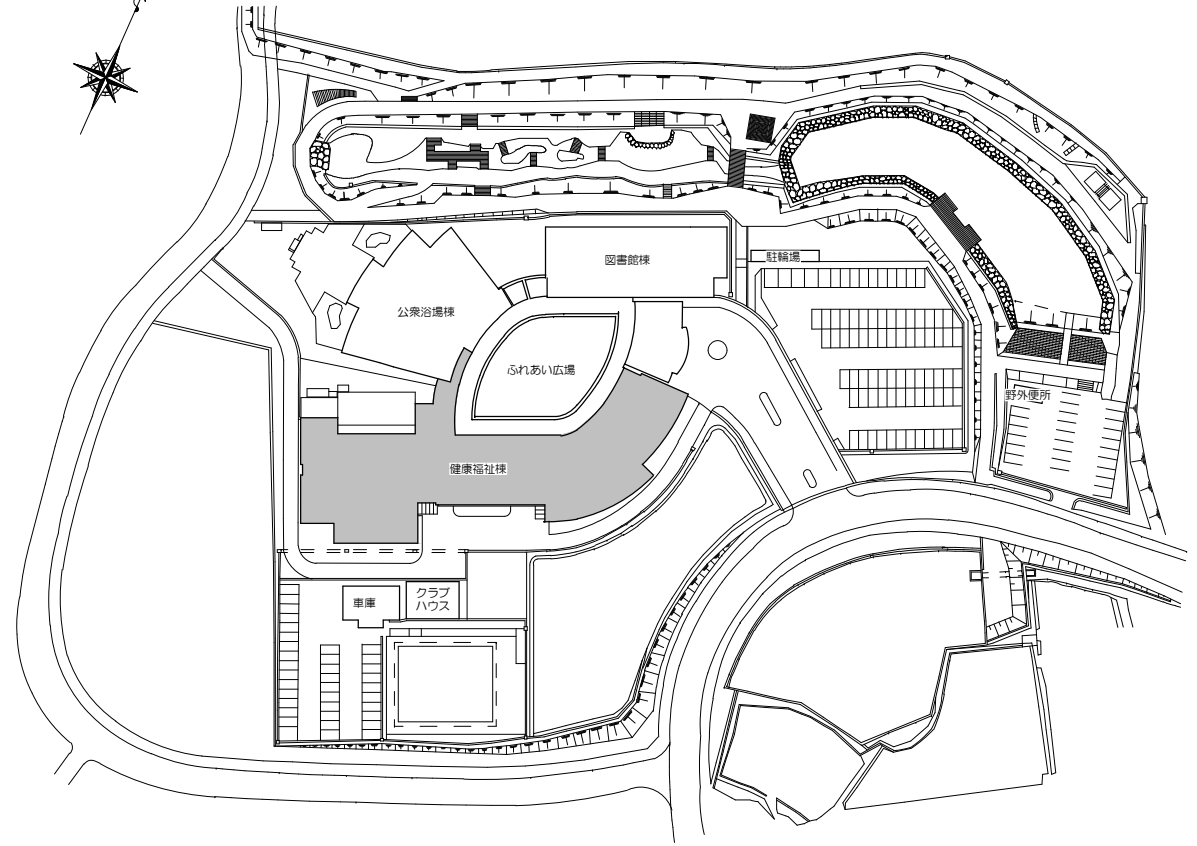 図書館棟
駐輪場
公衆浴場棟
ふれあい広場
野外便所
健康福祉棟
車庫
クラブ
ハウス